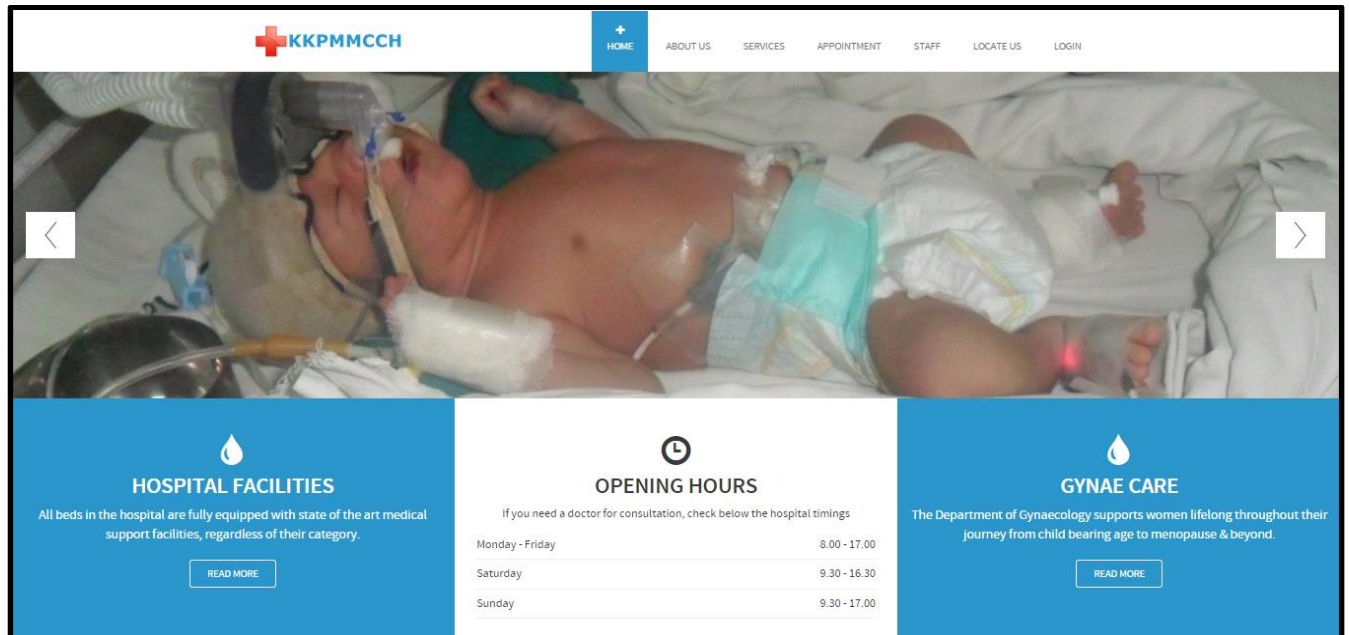 KKPMMCCH
HOME
ABOUT US
SERVICES
APPOINTMENT
STAFF
LOCATE US
LOGIN
HOSPITAL FACILITIES
All beds in the hospital are fully equipped with state of the art medical
support facilities, regardless of their category.
READ MORE
OPENING HOURS
If you need a doctor for consultation, check below the hospital timings
Monday - Friday 8.00 - 17.00
Saturday 9.30 - 16.30
Sunday 9.30 - 17.00
GYNAE CARE
The Department of Gynaecology supports women lifelong throughout their
journey from child bearing age to menopause & beyond.
READ MORE